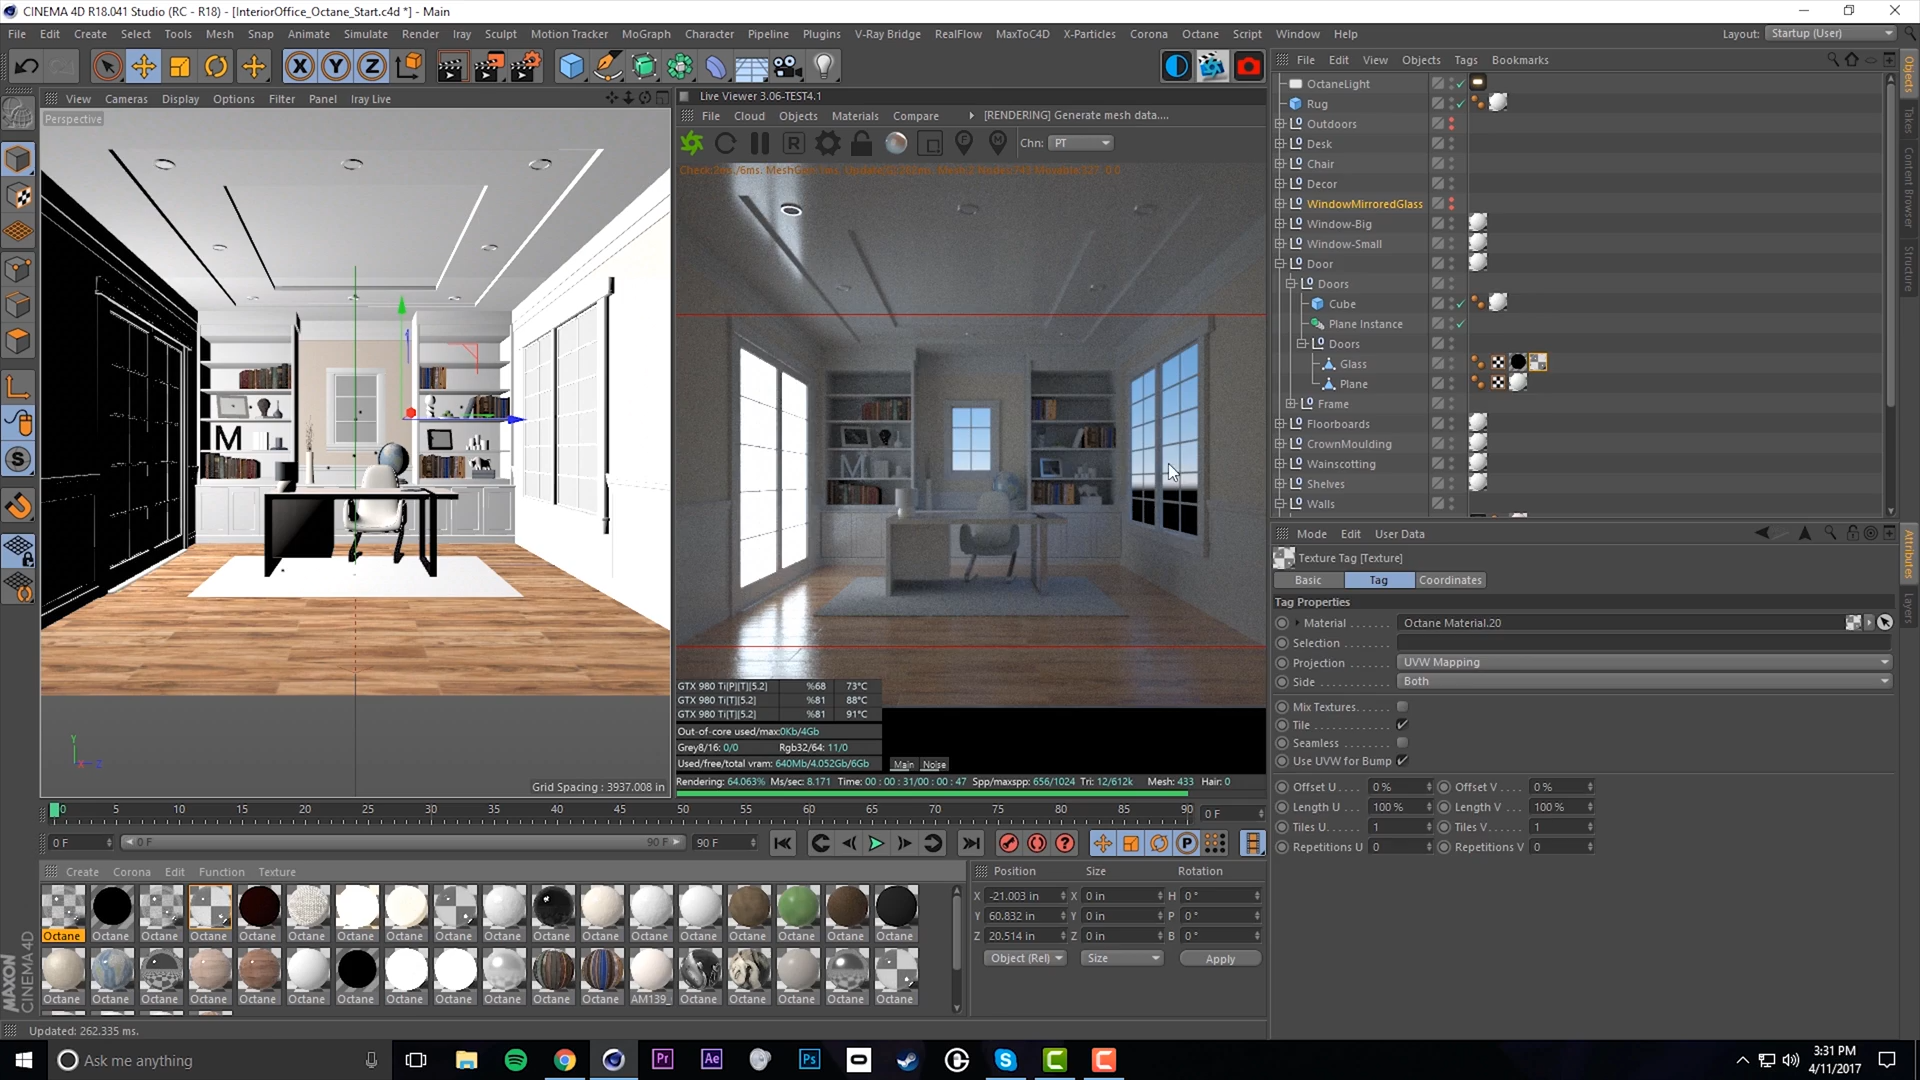 CINEMA 4D R18.041 Studio (RC - R18) - [InteriorOffice_Octane_Start.c4d *] - Main
File Edit Create Select Tools Mesh Snap Animate Simulate Render Iray Sculpt Motion Tracker MoGraph Character Pipeline Plugins V-Ray Bridge RealFlow MaxToC4D X-Particles Corona Octane Script Window Help
Layout: Startup (User)
X Y Z
View Cameras Display Options Filter Panel Iray Live
Perspective
Grid Spacing : 3937.008 in
Live Viewer 3.06-TEST4.1
File Cloud Objects Materials Compare [RENDERING] Generate mesh data....
Chn: PT
GTX 980 Ti[P][T][5.2] %68 73°C
GTX 980 Ti[T][5.2] %81 88°C
GTX 980 Ti[T][5.2] %81 91°C
Out-of-core used/max:0Kb/4Gb
Grey8/16: 0/0 Rgb32/64: 11/0
Used/free/total vram: 640Mb/4.052Gb/6Gb
Main Noise
Rendering: 64.063% Ms/sec: 8.171 Time: 00 : 00 : 31/00 : 00 : 47 Spp/maxspp: 656/1024 Tri: 12/612k Mesh: 433 Hair: 0
File Edit View Objects Tags Bookmarks
OctaneLight
Rug
Outdoors
Desk
Chair
Decor
WindowMirroredGlass
Window-Big
Window-Small
Door
Doors
Cube
Plane Instance
Doors
Glass
Plane
Frame
Floorboards
CrownMoulding
Wainscotting
Shelves
Walls
Objects
Takes
Content Browser
Structure
Mode Edit User Data
Texture Tag [Texture]
Basic Tag Coordinates
Tag Properties
Material Octane Material.20
Selection
Projection UVW Mapping
Side Both
Mix Textures
Tile
Seamless
Use UVW for Bump
Offset U 0 % Offset V 0 %
Length U 100 % Length V 100 %
Tiles U 1 Tiles V 1
Repetitions U 0 Repetitions V 0
Attributes
Layers
0 5 10 15 20 25 30 35 40 45 50 55 60 65 70 75 80 85 90 0 F
0 F 0 F 90 F 90 F
Create Corona Edit Function Texture
Octane Octane Octane Octane Octane Octane Octane Octane Octane Octane Octane Octane Octane Octane Octane Octane Octane Octane
Octane Octane Octane Octane Octane Octane Octane Octane Octane Octane Octane Octane AM139_ Octane Octane Octane Octane Octane
Position Size Rotation
X -21.003 in X 0 in H 0 °
Y 60.832 in Y 0 in P 0 °
Z 20.514 in Z 0 in B 0 °
Object (Rel) Size Apply
MAXON CINEMA 4D
Updated: 262.335 ms.
Ask me anything
3:31 PM
4/11/2017